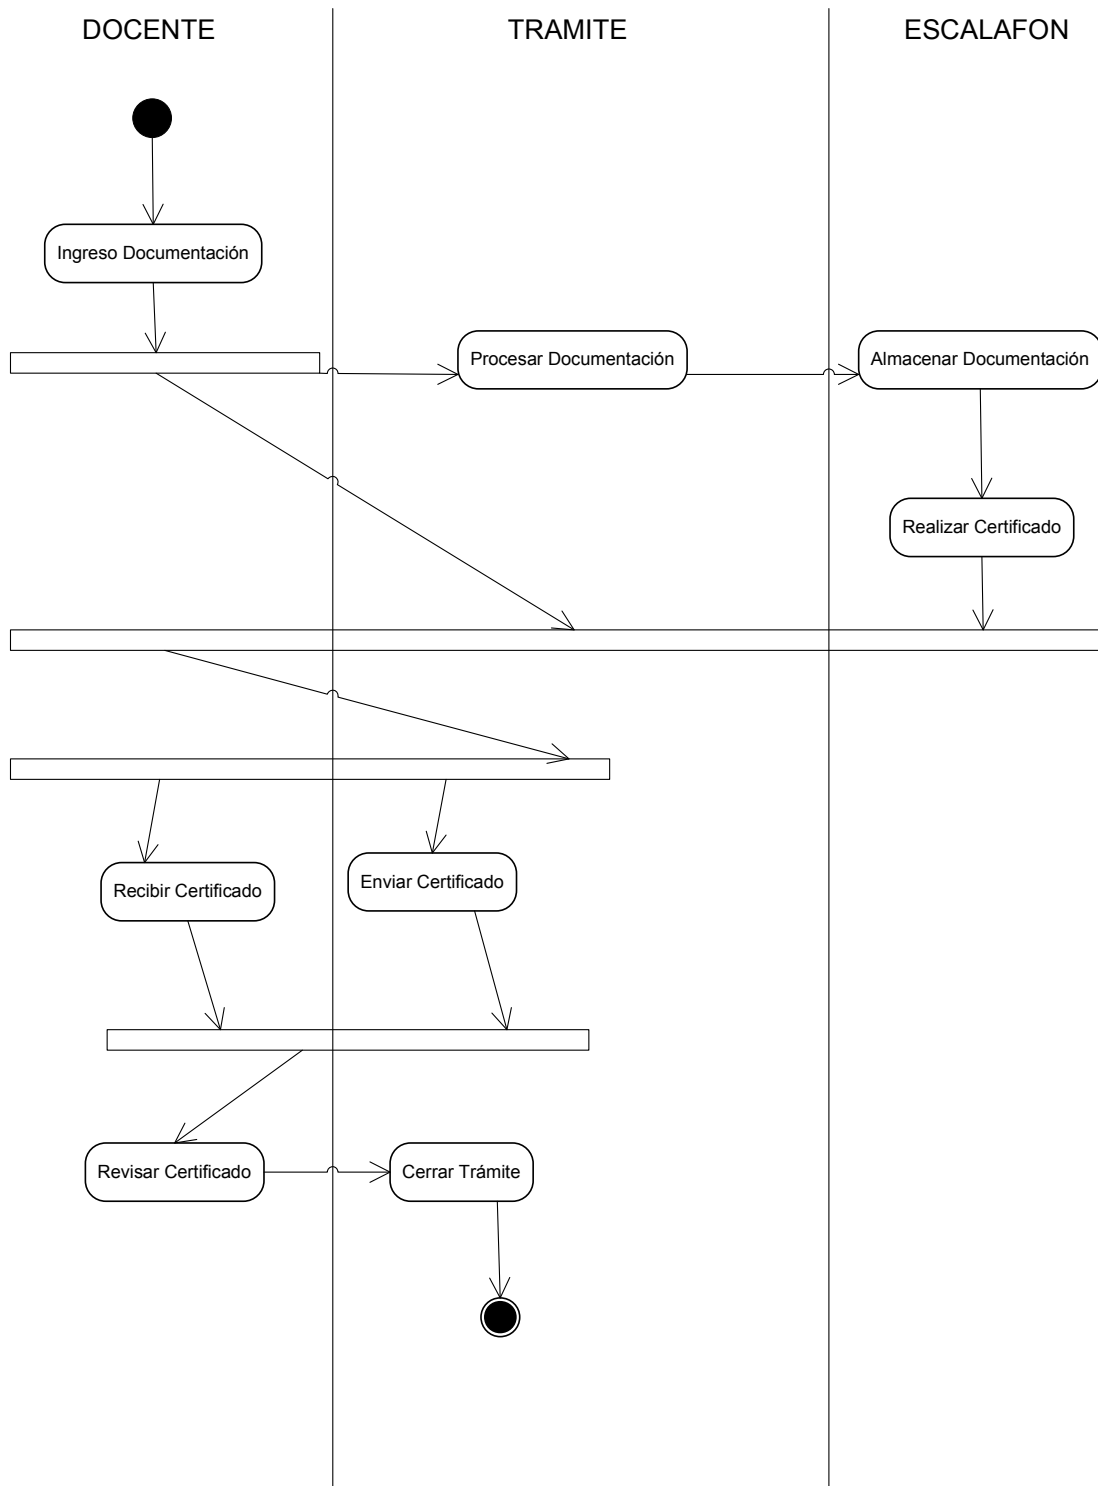 DOCENTE
TRAMITE
ESCALAFON
Ingreso Documentación
Procesar Documentación
Almacenar Documentación
Realizar Certificado
Recibir Certificado
Enviar Certificado
Revisar Certificado
Cerrar Trámite